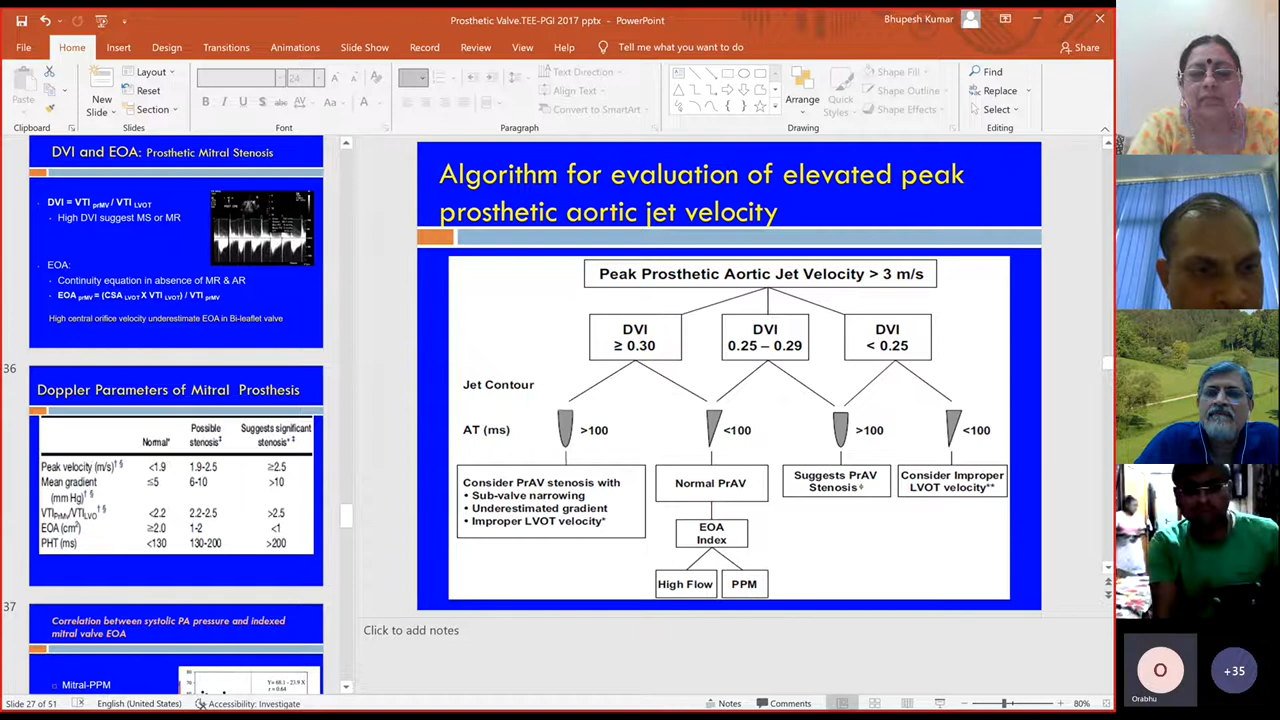 Prosthetic Valve.TEE-PGI 2017 pptx - PowerPoint
Bhupesh Kumar
File
Home
Insert
Design
Transitions
Animations
Slide Show
Record
Review
View
Help
Tell me what you want to do
Share
Paste
New
Slide
Layout
Reset
Section
24
B I U S abc AV Aa A
Text Direction
Align Text
Convert to SmartArt
Arrange
Quick
Styles
Shape Fill
Shape Outline
Shape Effects
Find
Replace
Select
Clipboard
Slides
Font
Paragraph
Drawing
Editing
DVI and EOA: Prosthetic Mitral Stenosis
DVI = VTI prMV / VTI LVOT
High DVI suggest MS or MR
EOA:
Continuity equation in absence of MR & AR
EOA prMV = (CSA LVOT X VTI LVOT) / VTI prMV
High central orifice velocity underestimate EOA in Bi-leaflet valve
36
Doppler Parameters of Mitral Prosthesis
Normal* Possible stenosis‡ Suggests significant stenosis*‡
Peak velocity (m/s)†§ <1.9 1.9-2.5 ≥2.5
Mean gradient (mm Hg)†§ ≤5 6-10 >10
VTIPrMV/VTILVO†§ <2.2 2.2-2.5 >2.5
EOA (cm²) ≥2.0 1-2 <1
PHT (ms) <130 130-200 >200
37
Correlation between systolic PA pressure and indexed
mitral valve EOA
Mitral-PPM
Y= 68.1 - 23.9 X
r = 0.64
80
Algorithm for evaluation of elevated peak
prosthetic aortic jet velocity
Peak Prosthetic Aortic Jet Velocity > 3 m/s
DVI
≥ 0.30
DVI
0.25 – 0.29
DVI
< 0.25
Jet Contour
AT (ms)
>100
<100
>100
<100
Consider PrAV stenosis with
• Sub-valve narrowing
• Underestimated gradient
• Improper LVOT velocity*
Normal PrAV
Suggests PrAV
Stenosis
Consider Improper
LVOT velocity**
EOA
Index
High Flow
PPM
Click to add notes
Slide 27 of 51
English (United States)
Accessibility: Investigate
Notes
Comments
80%
O
Orabhu
+35